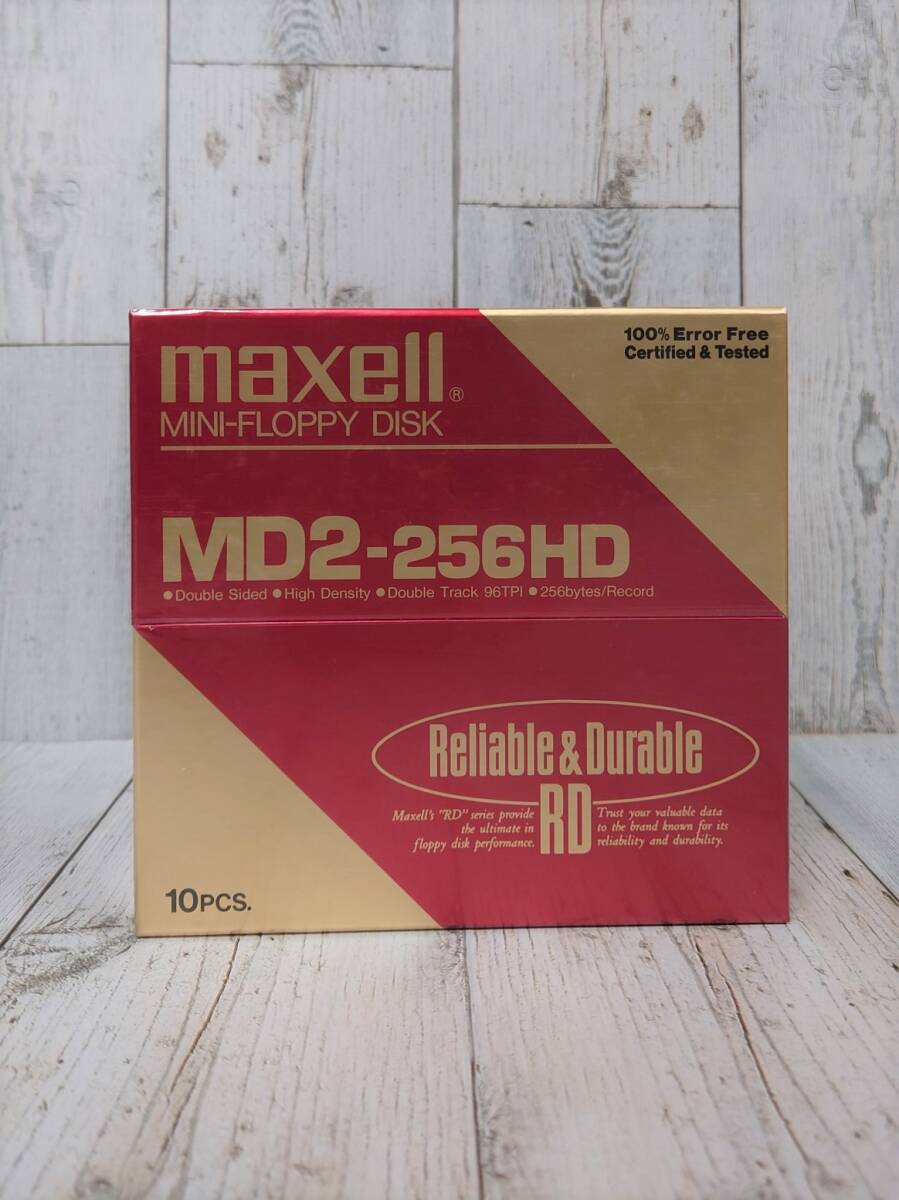 maxell®
MINI-FLOPPY DISK
100% Error Free
Certified & Tested
MD2-256HD
●Double Sided ●High Density ●Double Track 96TPI ●256bytes/Record
Reliable & Durable
RD
Maxell's "RD" series provide
the ultimate in
floppy disk performance.
Trust your valuable data
to the brand known for its
reliability and durability.
10PCS.